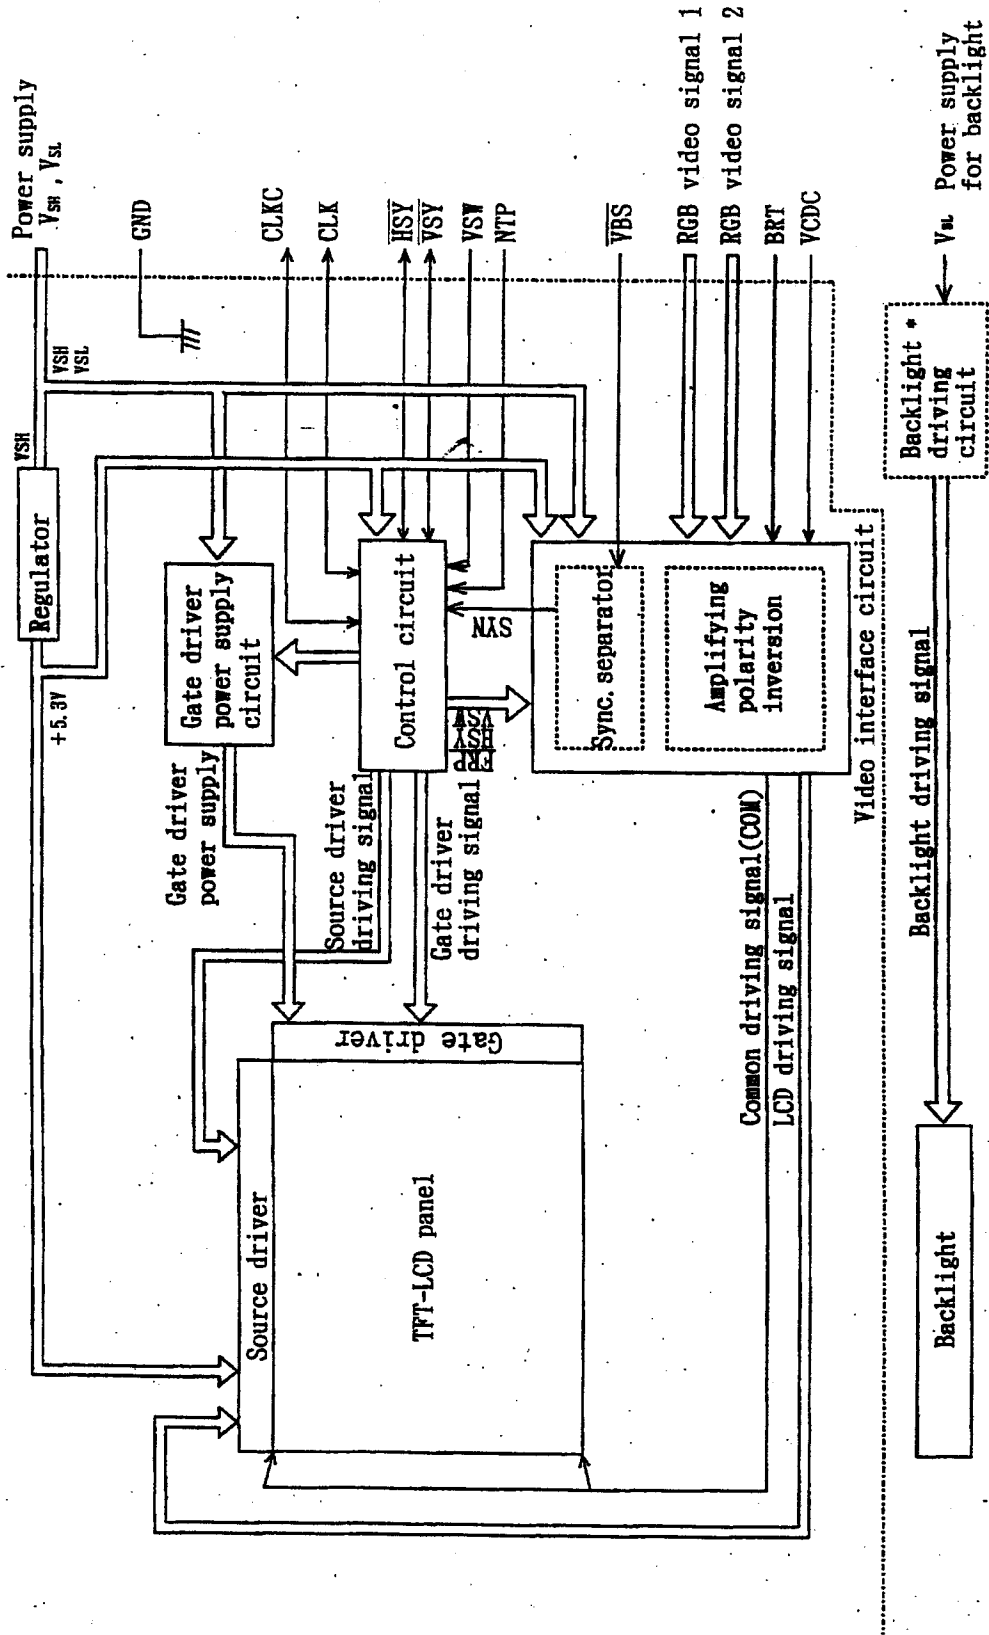 Power supply
VSH , VSL
GND
CLKC
CLK
HSY
VSY
VSW
NTP
VBS
RGB video signal 1
RGB video signal 2
BRT
VCDC
VBL Power supply
for backlight
VSH
VSL
VSH
Regulator
+5.3V
Gate driver
power supply
circuit
Control circuit
SYN
FRP
HSY
VSW
Sync. separator
Amplifying
polarity
inversion
Video interface circuit
Backlight *
driving
circuit
Gate driver
power supply
Source driver
driving signal
Gate driver
driving signal
Common driving signal(COM)
LCD driving signal
Backlight driving signal
Gate driver
Source driver
TFT-LCD panel
Backlight